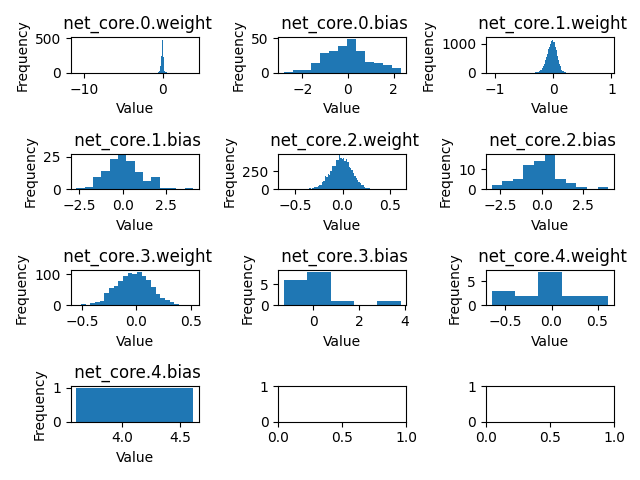 net_core.0.weight
Frequency
500
0
−10
0
Value
net_core.0.bias
Frequency
50
0
−2
0
2
Value
net_core.1.weight
Frequency
1000
0
−1
0
1
Value
net_core.1.bias
Frequency
25
0
−2.5
0.0
2.5
Value
net_core.2.weight
Frequency
250
0
−0.5
0.0
0.5
Value
net_core.2.bias
Frequency
10
0
−2.5
0.0
2.5
Value
net_core.3.weight
Frequency
100
0
−0.5
0.0
0.5
Value
net_core.3.bias
Frequency
5
0
0
2
4
Value
net_core.4.weight
Frequency
5
0
−0.5
0.0
0.5
Value
net_core.4.bias
Frequency
1
0
4.0
4.5
Value
1
0
0.0
0.5
1.0
1
0
0.0
0.5
1.0